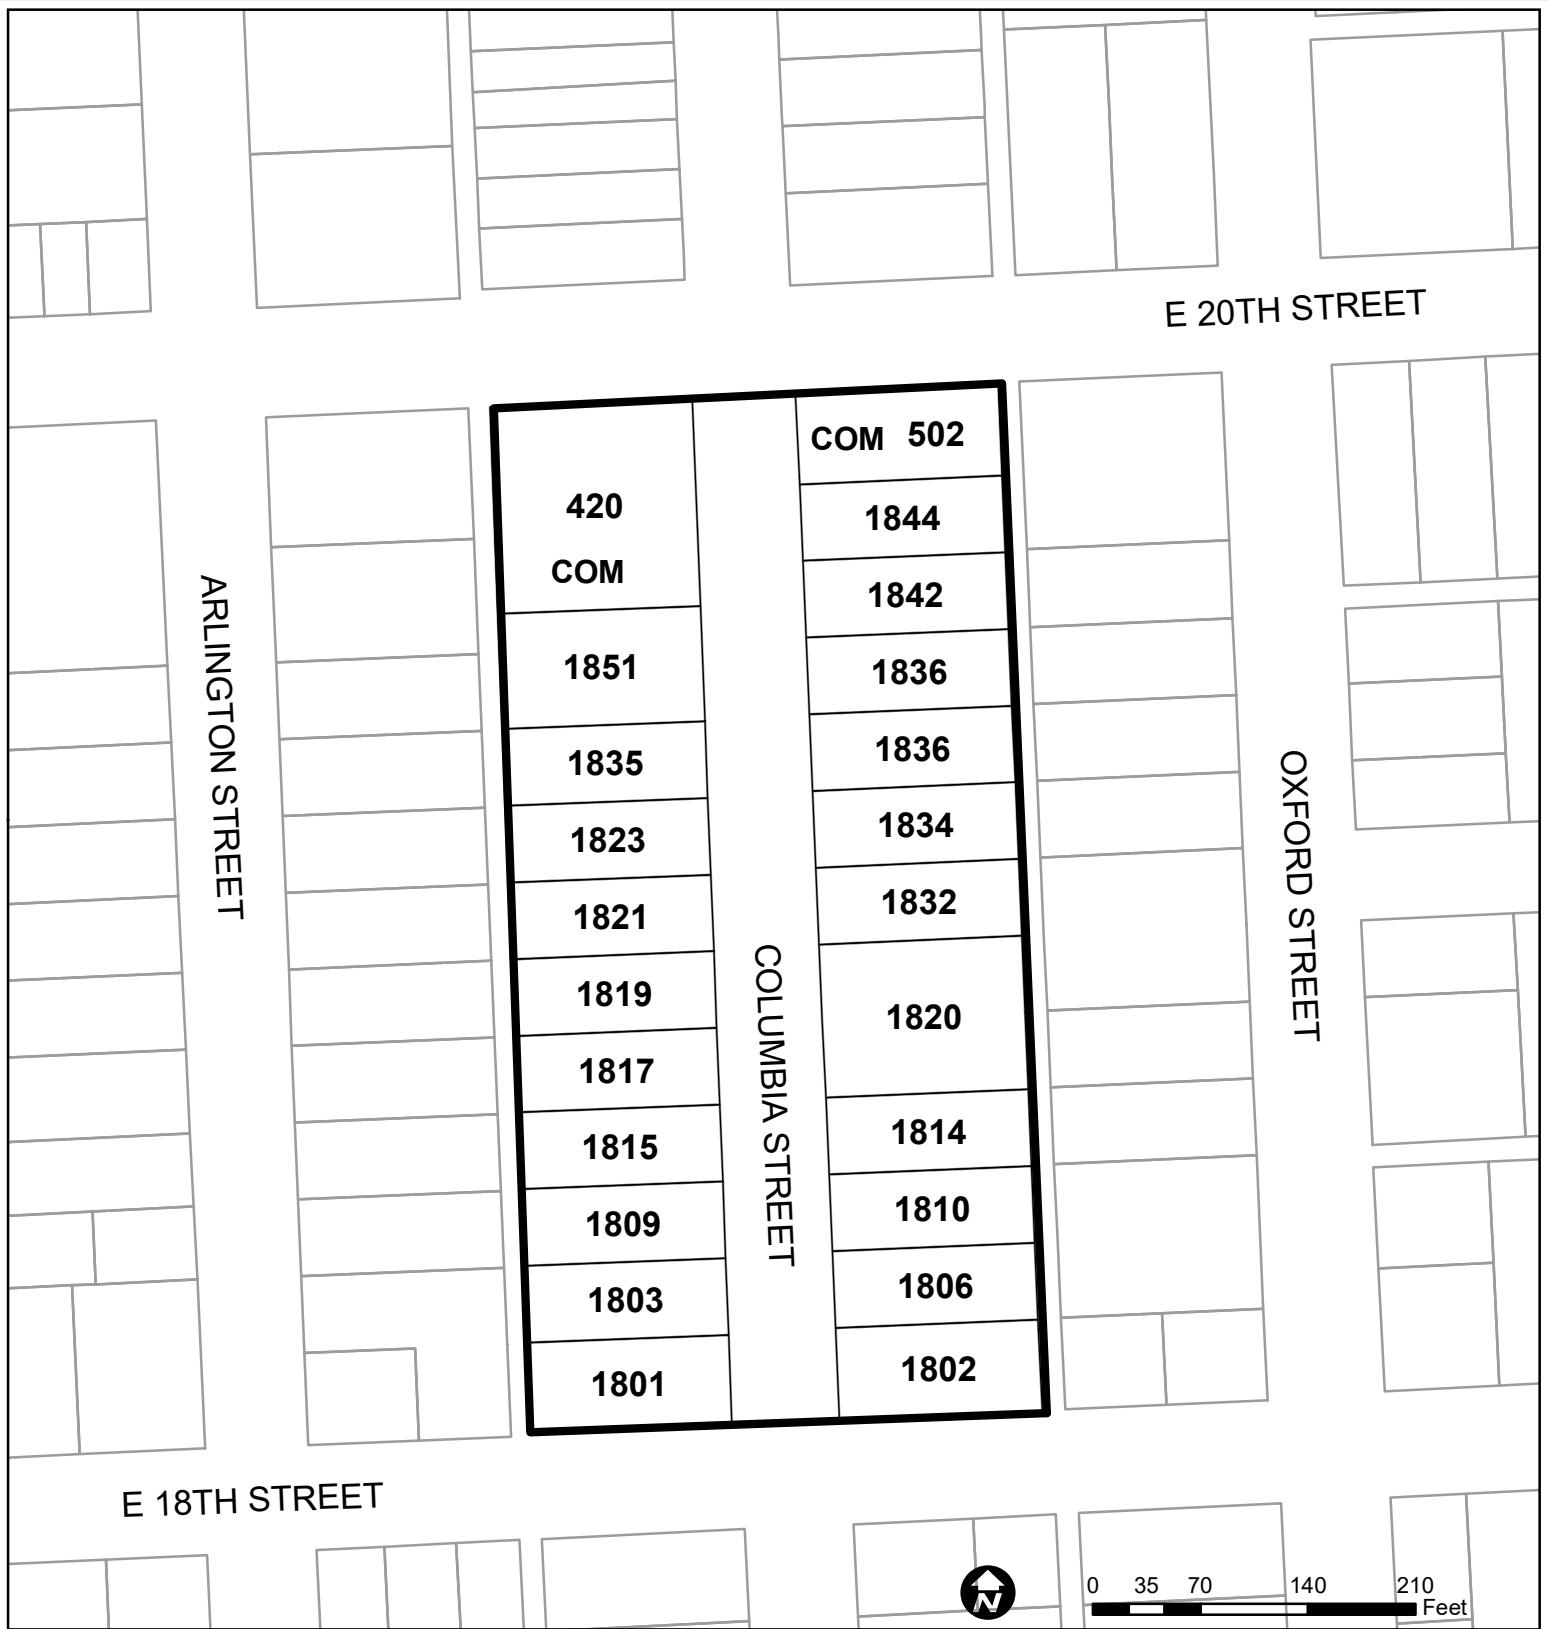 E 20TH STREET
COM 502
420
1844
COM
1842
1851
1836
1835
1836
1823
1834
1821
1832
1819
1820
1817
1815
1814
1809
1810
1803
1806
1801
1802
ARLINGTON STREET
COLUMBIA STREET
OXFORD STREET
E 18TH STREET
N
0 35 70 140 210
Feet